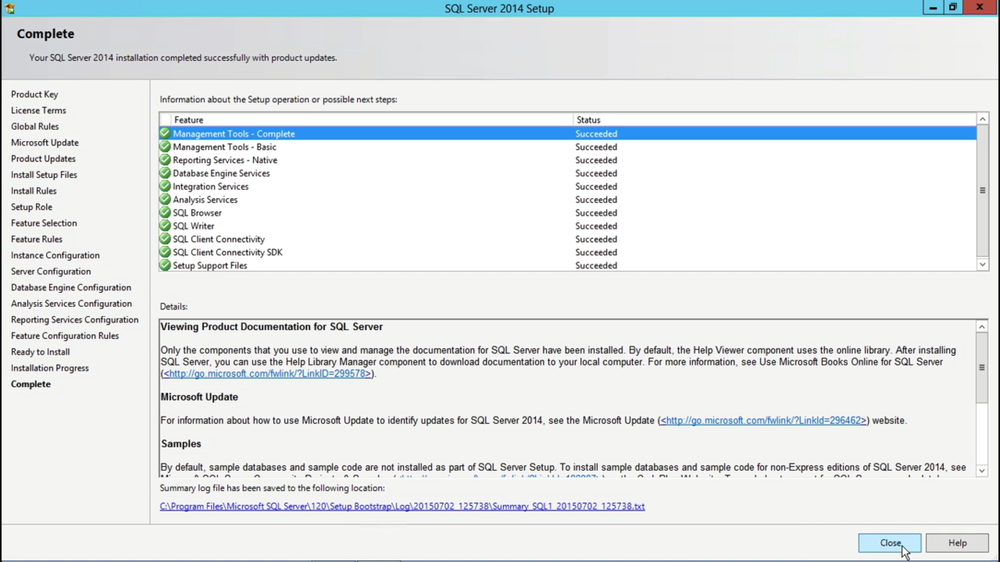 SQL Server 2014 Setup
Complete
Your SQL Server 2014 installation completed successfully with product updates.
Product Key
License Terms
Global Rules
Microsoft Update
Product Updates
Install Setup Files
Install Rules
Setup Role
Feature Selection
Feature Rules
Instance Configuration
Server Configuration
Database Engine Configuration
Analysis Services Configuration
Reporting Services Configuration
Feature Configuration Rules
Ready to Install
Installation Progress
Complete
Information about the Setup operation or possible next steps:
Feature Status
Management Tools - Complete Succeeded
Management Tools - Basic Succeeded
Reporting Services - Native Succeeded
Database Engine Services Succeeded
Integration Services Succeeded
Analysis Services Succeeded
SQL Browser Succeeded
SQL Writer Succeeded
SQL Client Connectivity Succeeded
SQL Client Connectivity SDK Succeeded
Setup Support Files Succeeded
Details:
Viewing Product Documentation for SQL Server
Only the components that you use to view and manage the documentation for SQL Server have been installed. By default, the Help Viewer component uses the online library. After installing
SQL Server, you can use the Help Library Manager component to download documentation to your local computer. For more information, see Use Microsoft Books Online for SQL Server
(<http://go.microsoft.com/fwlink/?LinkID=299578>).
Microsoft Update
For information about how to use Microsoft Update to identify updates for SQL Server 2014, see the Microsoft Update (<http://go.microsoft.com/fwlink/?LinkId=296462>) website.
Samples
By default, sample databases and sample code are not installed as part of SQL Server Setup. To install sample databases and sample code for non-Express editions of SQL Server 2014, see
Summary log file has been saved to the following location:
C:\Program Files\Microsoft SQL Server\120\Setup Bootstrap\Log\20150702_125738\Summary_SQL1_20150702_125738.txt
Close Help